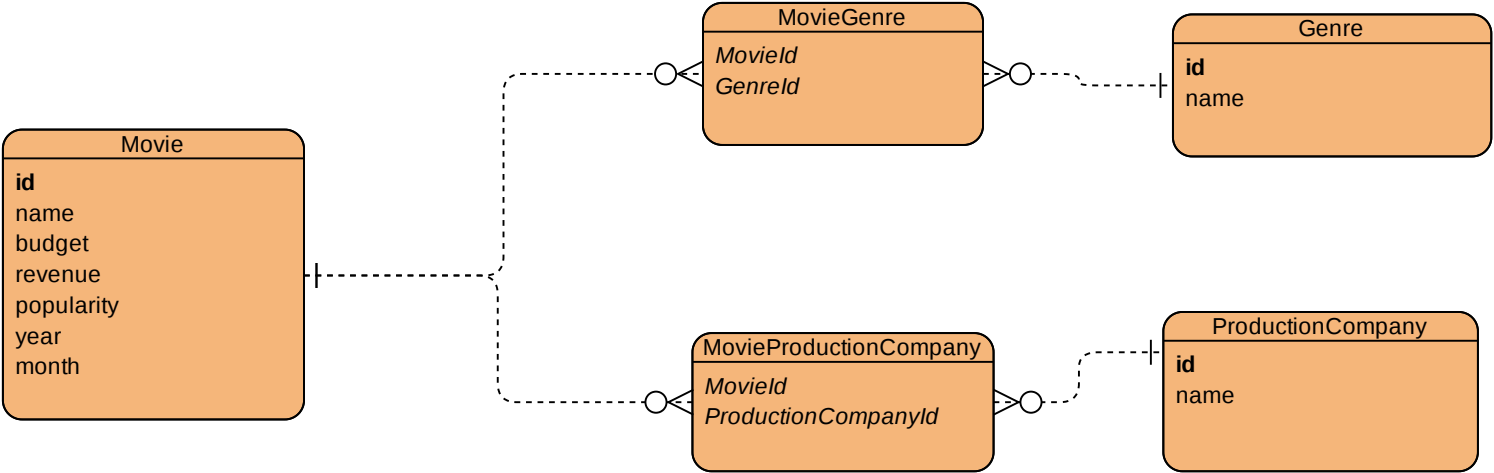 Movie
id
name
budget
revenue
popularity
year
month
MovieGenre
MovieId
GenreId
Genre
id
name
MovieProductionCompany
MovieId
ProductionCompanyId
ProductionCompany
id
name